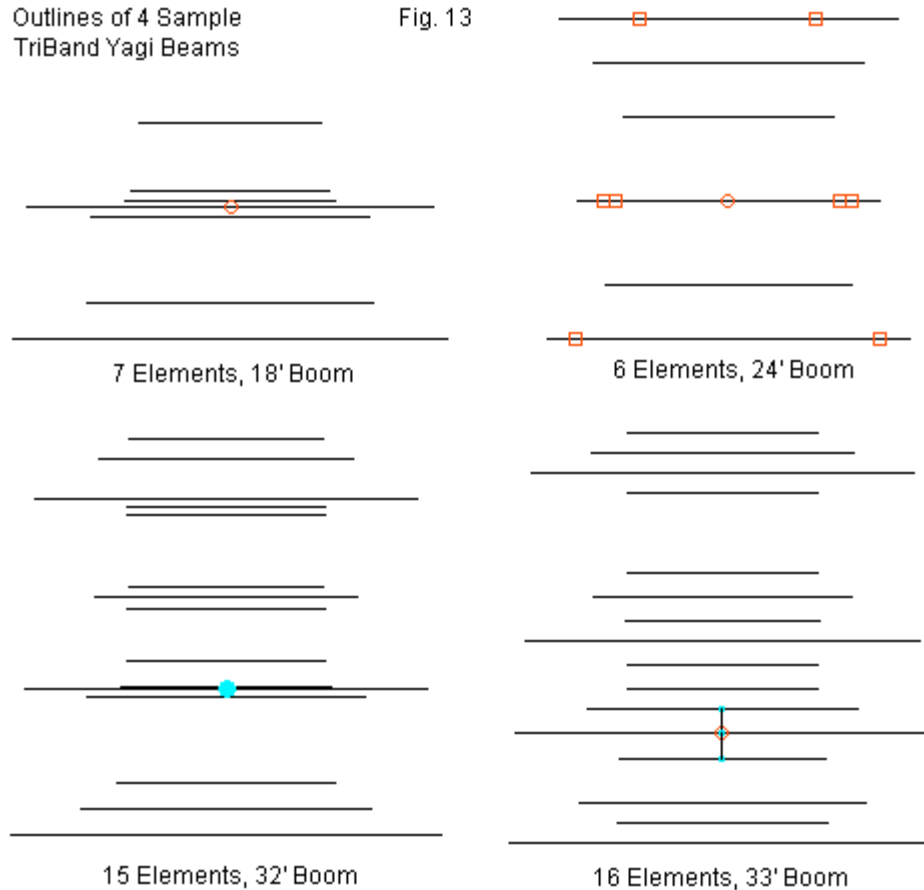 Outlines of 4 Sample
TriBand Yagi Beams
Fig. 13
7 Elements, 18' Boom
6 Elements, 24' Boom
15 Elements, 32' Boom
16 Elements, 33' Boom